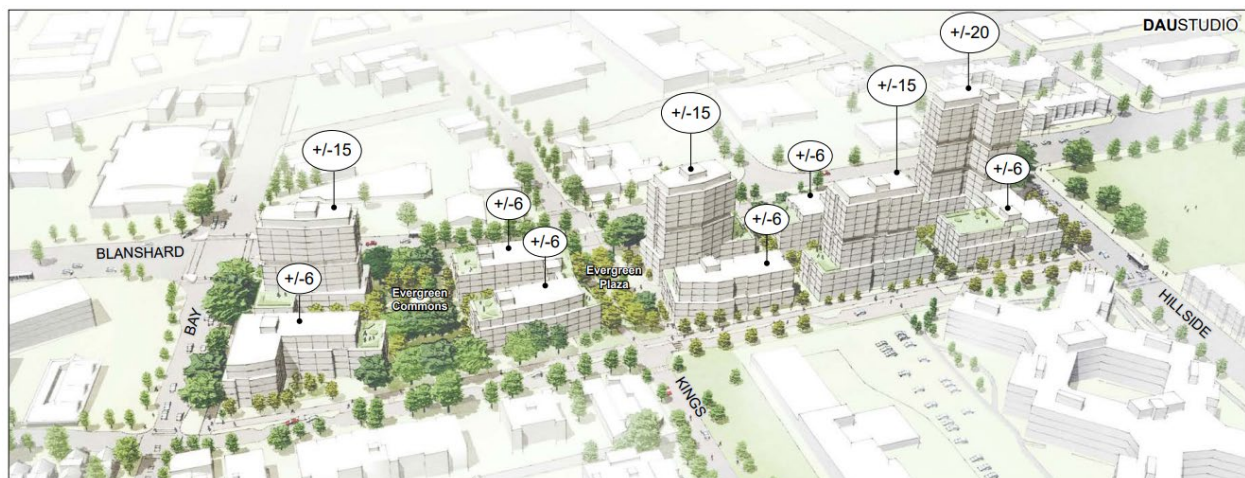 DAUSTUDIO
+/-20
+/-15
+/-15
+/-15
+/-6
+/-6
+/-6
+/-6
+/-6
+/-6
BLANSHARD
Evergreen
Plaza
Evergreen
Commons
BAY
HILLSIDE
KINGS